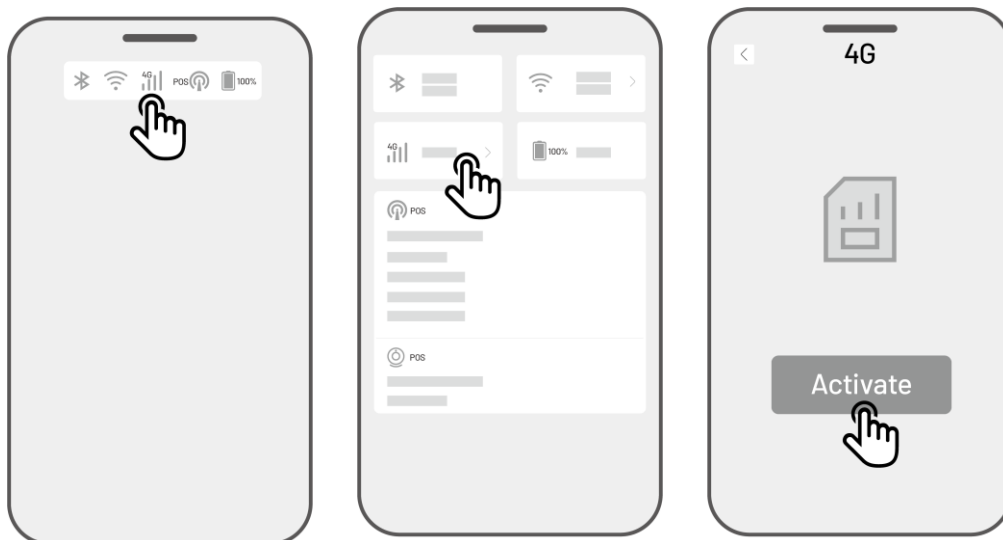 4G POS 100%
4G 100%
POS
POS
4G
Activate